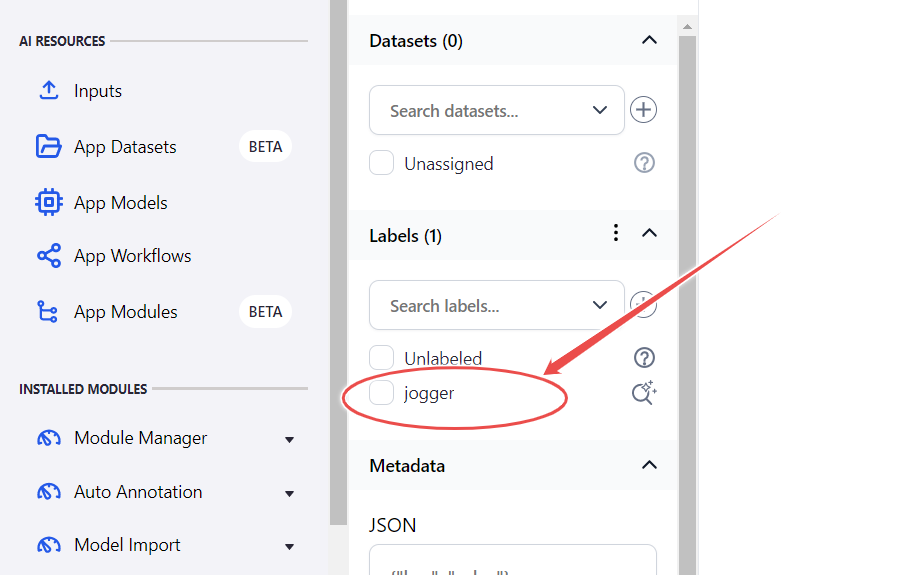 AI RESOURCES
Inputs
App Datasets BETA
App Models
App Workflows
App Modules BETA
INSTALLED MODULES
Module Manager
Auto Annotation
Model Import
Datasets (0)
Search datasets...
Unassigned
Labels (1)
Search labels...
Unlabeled
jogger
Metadata
JSON